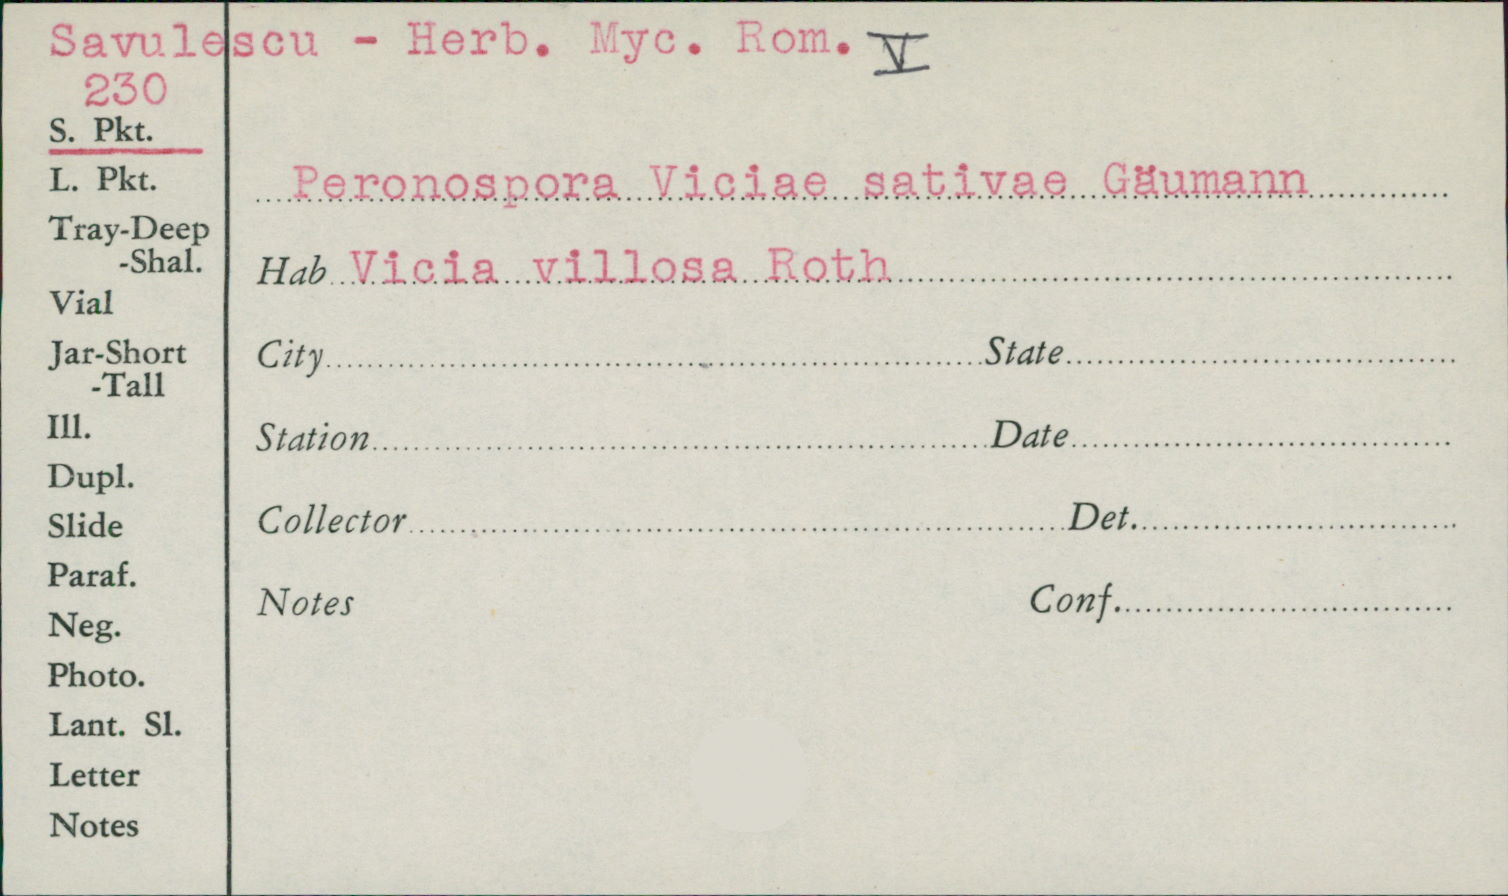 Savulescu - Herb. Myc. Rom. V
230
S. Pkt.
L. Pkt.
Tray-Deep
-Shal.
Vial
Jar-Short
-Tall
Ill.
Dupl.
Slide
Paraf.
Neg.
Photo.
Lant. Sl.
Letter
Notes
Peronospora Viciae sativae Gäumann
Hab Vicia villosa Roth
City State
Station Date
Collector Det.
Notes Conf.